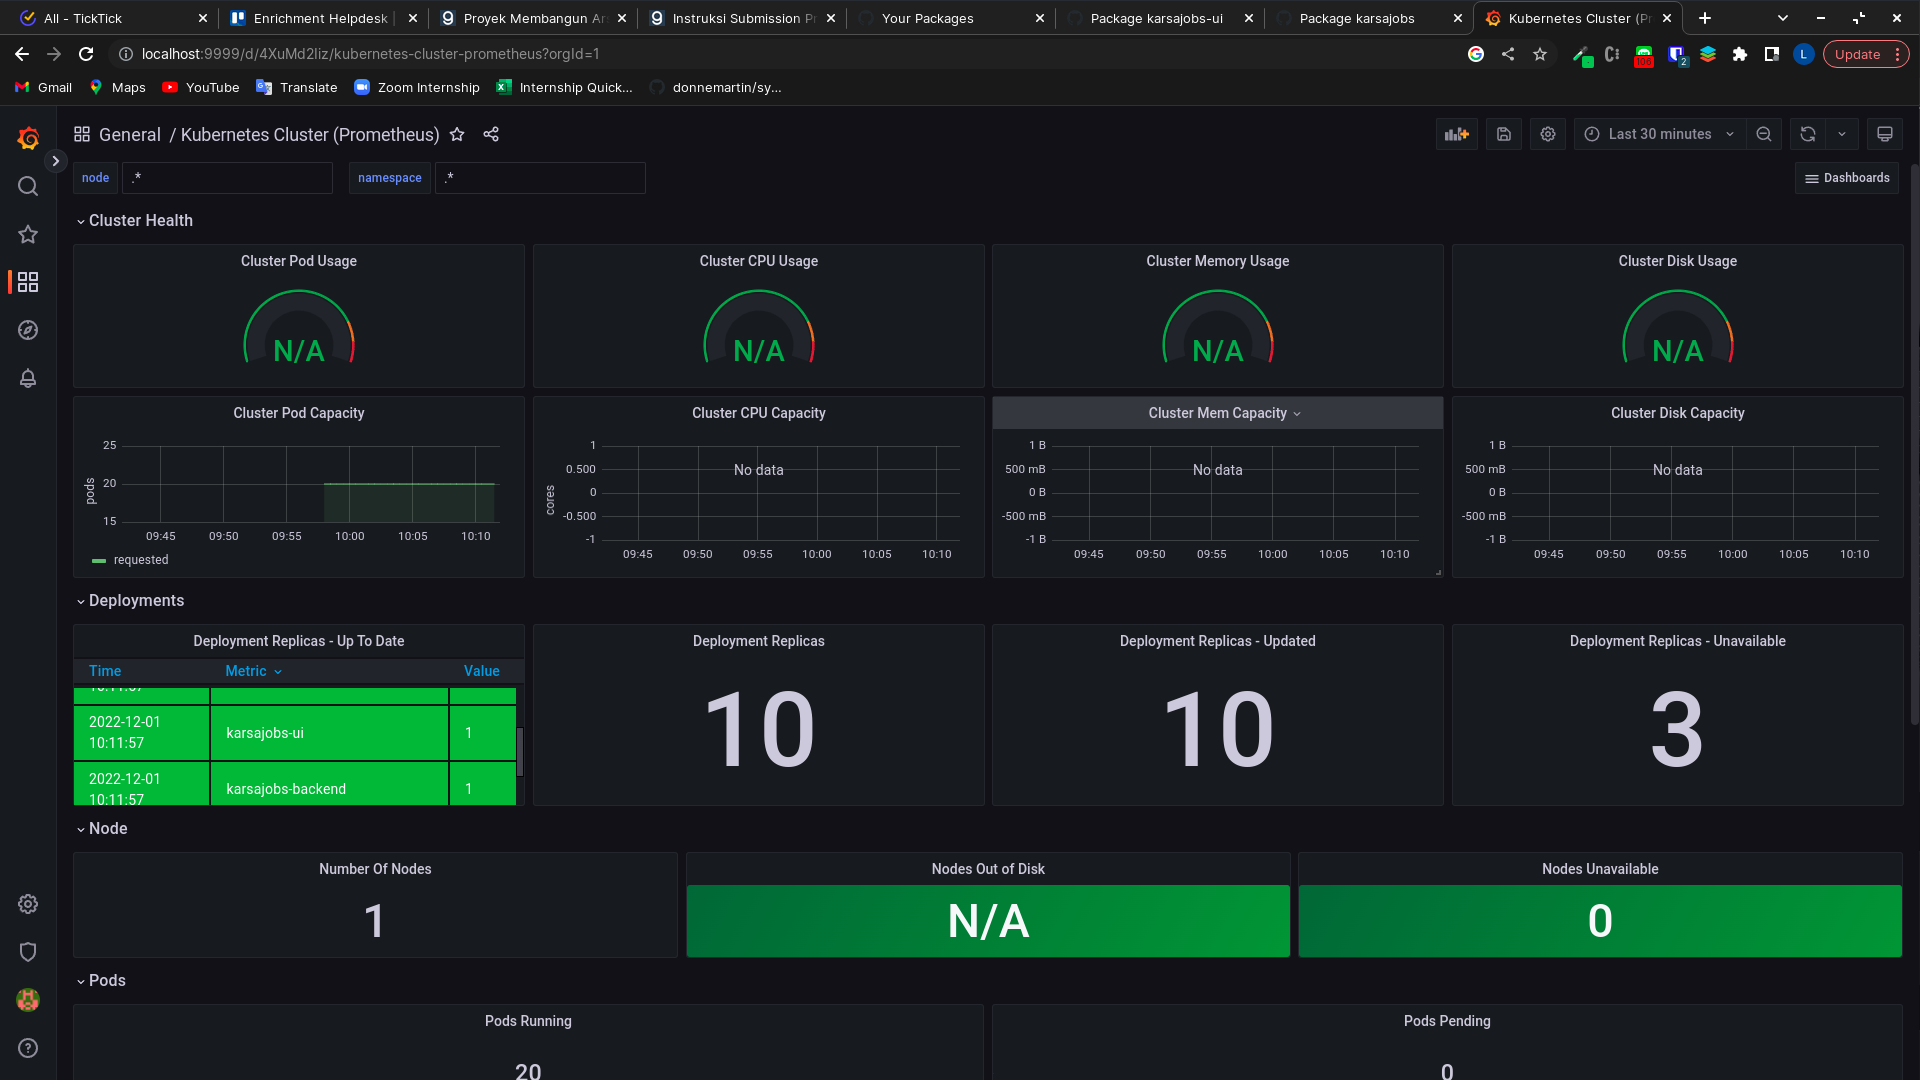 All - TickTick
Enrichment Helpdesk |
Proyek Membangun Ar
Instruksi Submission Pr
Your Packages
Package karsajobs-ui
Package karsajobs
Kubernetes Cluster (Pr
localhost:9999/d/4XuMd2Iiz/kubernetes-cluster-prometheus?orgId=1
106
2
L
Update
Gmail
Maps
YouTube
Translate
Zoom Internship
Internship Quick...
donnemartin/sy...
General / Kubernetes Cluster (Prometheus)
Last 30 minutes
node
.*
namespace
.*
Dashboards
Cluster Health
Cluster Pod Usage
N/A
Cluster CPU Usage
N/A
Cluster Memory Usage
N/A
Cluster Disk Usage
N/A
Cluster Pod Capacity
pods
25
20
15
09:45 09:50 09:55 10:00 10:05 10:10
requested
Cluster CPU Capacity
cores
1
0.500
0
-0.500
-1
No data
09:45 09:50 09:55 10:00 10:05 10:10
Cluster Mem Capacity
1 B
500 mB
0 B
-500 mB
-1 B
No data
09:45 09:50 09:55 10:00 10:05 10:10
Cluster Disk Capacity
1 B
500 mB
0 B
-500 mB
-1 B
No data
09:45 09:50 09:55 10:00 10:05 10:10
Deployments
Deployment Replicas - Up To Date
Time Metric Value
10:11:57
2022-12-01
10:11:57
karsajobs-ui
1
2022-12-01
10:11:57
karsajobs-backend
1
Deployment Replicas
10
Deployment Replicas - Updated
10
Deployment Replicas - Unavailable
3
Node
Number Of Nodes
1
Nodes Out of Disk
N/A
Nodes Unavailable
0
Pods
Pods Running
20
Pods Pending
0